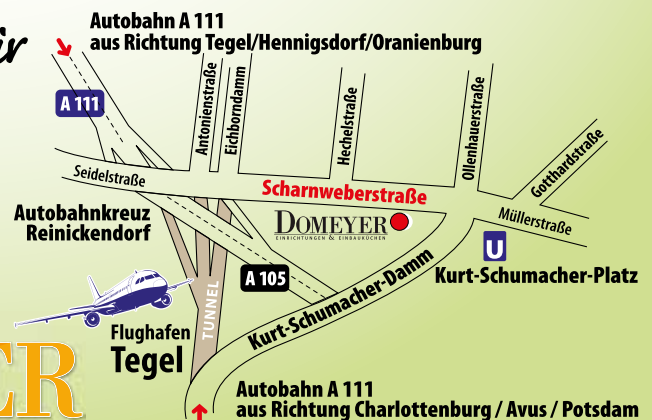 Autobahn A 111
aus Richtung Tegel/Hennigsdorf/Oranienburg
A 111
Antonienstraße
Eichborndamm
Hechelstraße
Ollenhauerstraße
Gotthardstraße
Seidelstraße
Scharnweberstraße
Müllerstraße
Autobahnkreuz
Reinickendorf
DOMEYER
EINRICHTUNGEN & EINBAUKÜCHEN
U
Kurt-Schumacher-Platz
A 105
Kurt-Schumacher-Damm
TUNNEL
Flughafen
Tegel
ER
Autobahn A 111
aus Richtung Charlottenburg / Avus / Potsdam